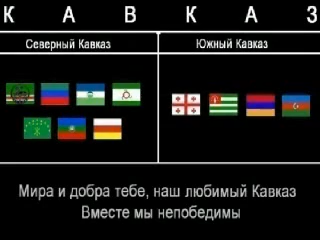 К А В К А З
Северный Кавказ
Южный Кавказ
Мира и добра тебе, наш любимый Кавказ
Вместе мы непобедимы